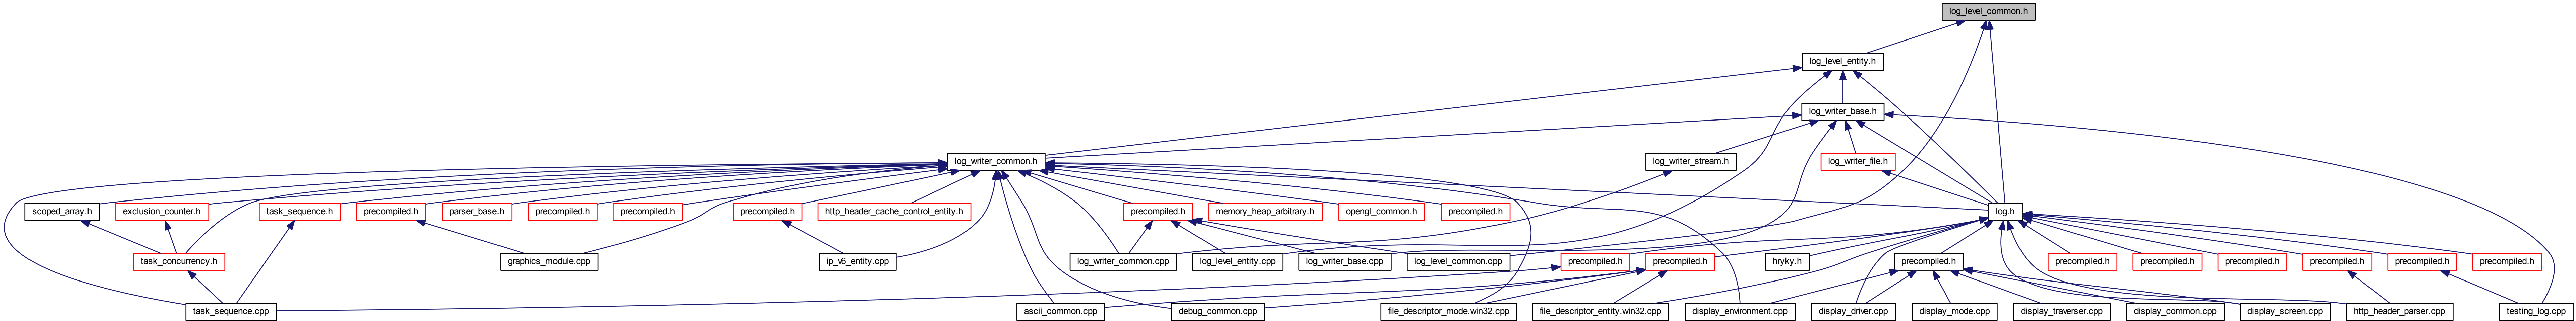 log_level_common.h
log_level_entity.h
log_writer_base.h
log_writer_common.h
log_writer_stream.h
log_writer_file.h
scoped_array.h
exclusion_counter.h
task_sequence.h
precompiled.h
parser_base.h
precompiled.h
precompiled.h
precompiled.h
http_header_cache_control_entity.h
precompiled.h
memory_heap_arbitrary.h
opengl_common.h
precompiled.h
log.h
task_concurrency.h
graphics_module.cpp
ip_v6_entity.cpp
log_writer_common.cpp
log_level_entity.cpp
log_writer_base.cpp
log_level_common.cpp
precompiled.h
precompiled.h
hryky.h
precompiled.h
precompiled.h
precompiled.h
precompiled.h
precompiled.h
precompiled.h
precompiled.h
task_sequence.cpp
ascii_common.cpp
debug_common.cpp
file_descriptor_mode.win32.cpp
file_descriptor_entity.win32.cpp
display_environment.cpp
display_driver.cpp
display_mode.cpp
display_traverser.cpp
display_common.cpp
display_screen.cpp
http_header_parser.cpp
testing_log.cpp